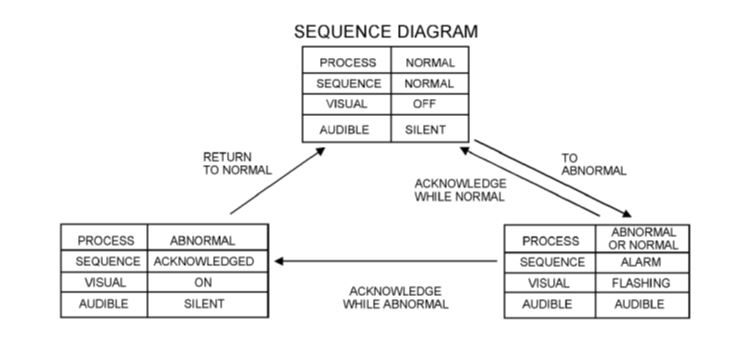 SEQUENCE DIAGRAM
PROCESS NORMAL
SEQUENCE NORMAL
VISUAL OFF
AUDIBLE SILENT
RETURN
TO NORMAL
TO
ABNORMAL
ACKNOWLEDGE
WHILE NORMAL
PROCESS ABNORMAL
SEQUENCE ACKNOWLEDGED
VISUAL ON
AUDIBLE SILENT
ACKNOWLEDGE
WHILE ABNORMAL
PROCESS ABNORMAL
OR NORMAL
SEQUENCE ALARM
VISUAL FLASHING
AUDIBLE AUDIBLE